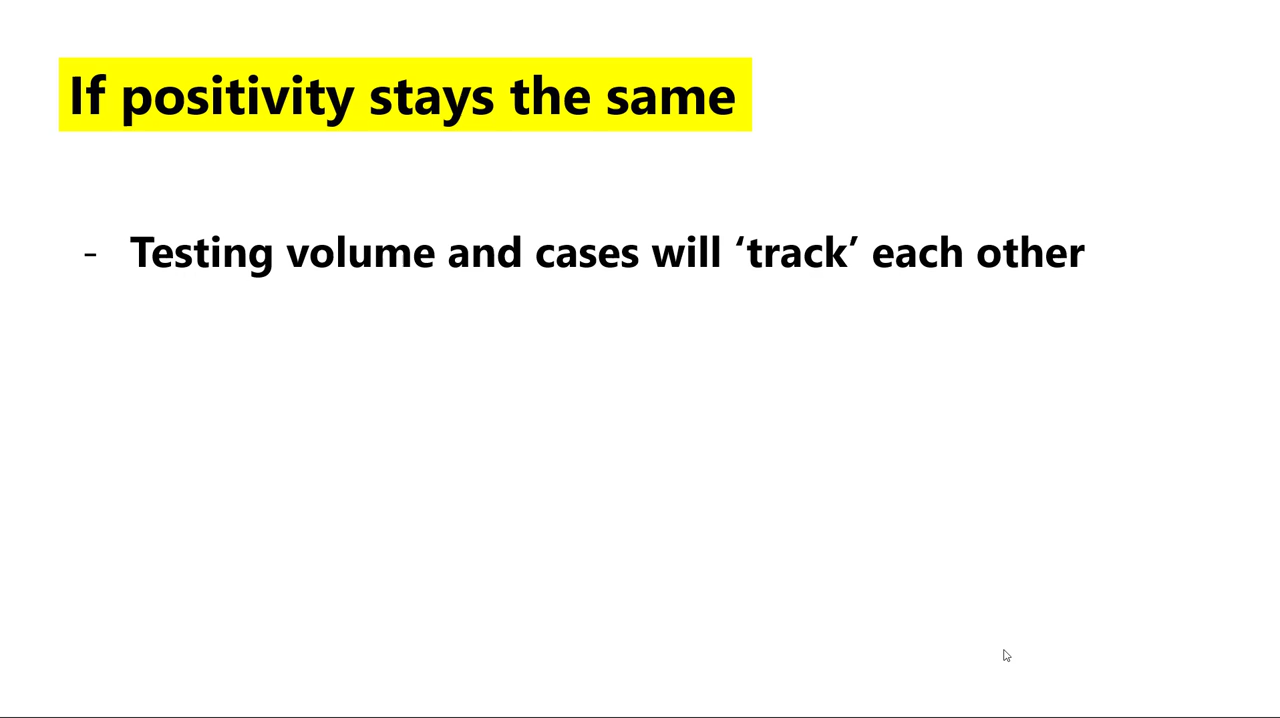 If positivity stays the same
- Testing volume and cases will ‘track’ each other